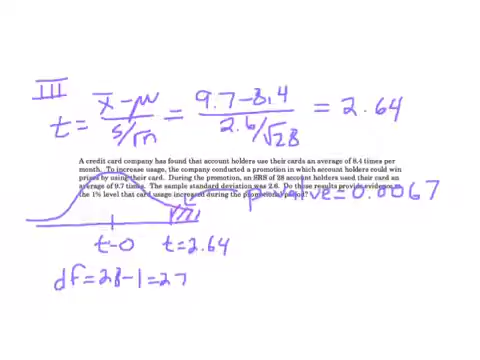 III
t = x̄-μ / s/√n = 9.7-8.4 / 2.6/√28 = 2.64
A credit card company has found that account holders use their cards an average of 8.4 times per
month. To increase usage, the company conducted a promotion in which account holders could win
prizes by using their card. During the promotion, an SRS of 28 account holders used their card an
average of 9.7 times. The sample standard deviation was 2.6. Do these results provide evidence at
the 1% level that card usage increased during the promotional period?
p-value=0.0067
t=0 t=2.64
df=28-1=27